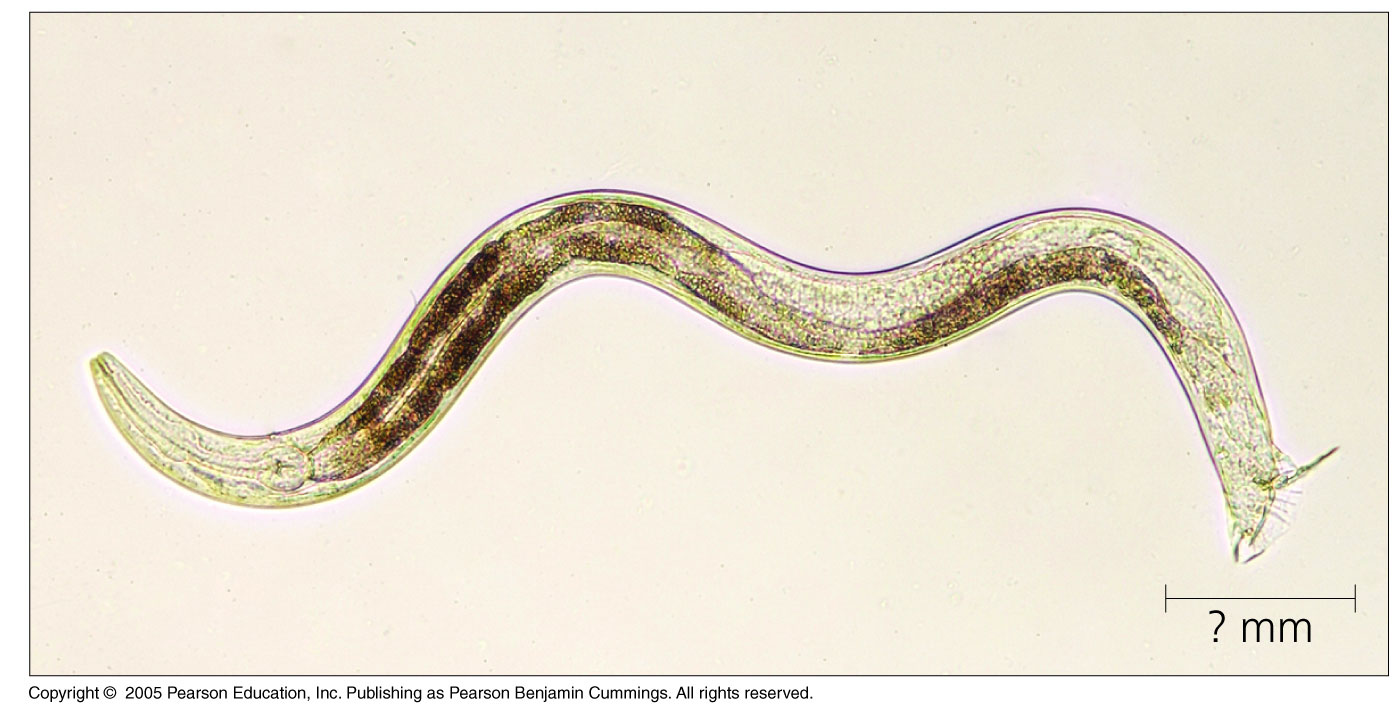 ? mm
Copyright © 2005 Pearson Education, Inc. Publishing as Pearson Benjamin Cummings. All rights reserved.